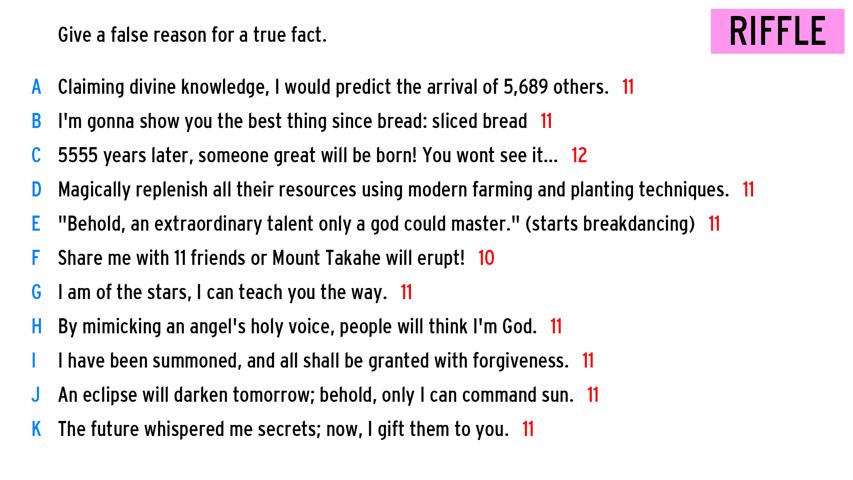 Give a false reason for a true fact.
RIFFLE
A Claiming divine knowledge, I would predict the arrival of 5,689 others. 11
B I'm gonna show you the best thing since bread: sliced bread 11
C 5555 years later, someone great will be born! You wont see it... 12
D Magically replenish all their resources using modern farming and planting techniques. 11
E "Behold, an extraordinary talent only a god could master." (starts breakdancing) 11
F Share me with 11 friends or Mount Takahe will erupt! 10
G I am of the stars, I can teach you the way. 11
H By mimicking an angel's holy voice, people will think I'm God. 11
I I have been summoned, and all shall be granted with forgiveness. 11
J An eclipse will darken tomorrow; behold, only I can command sun. 11
K The future whispered me secrets; now, I gift them to you. 11